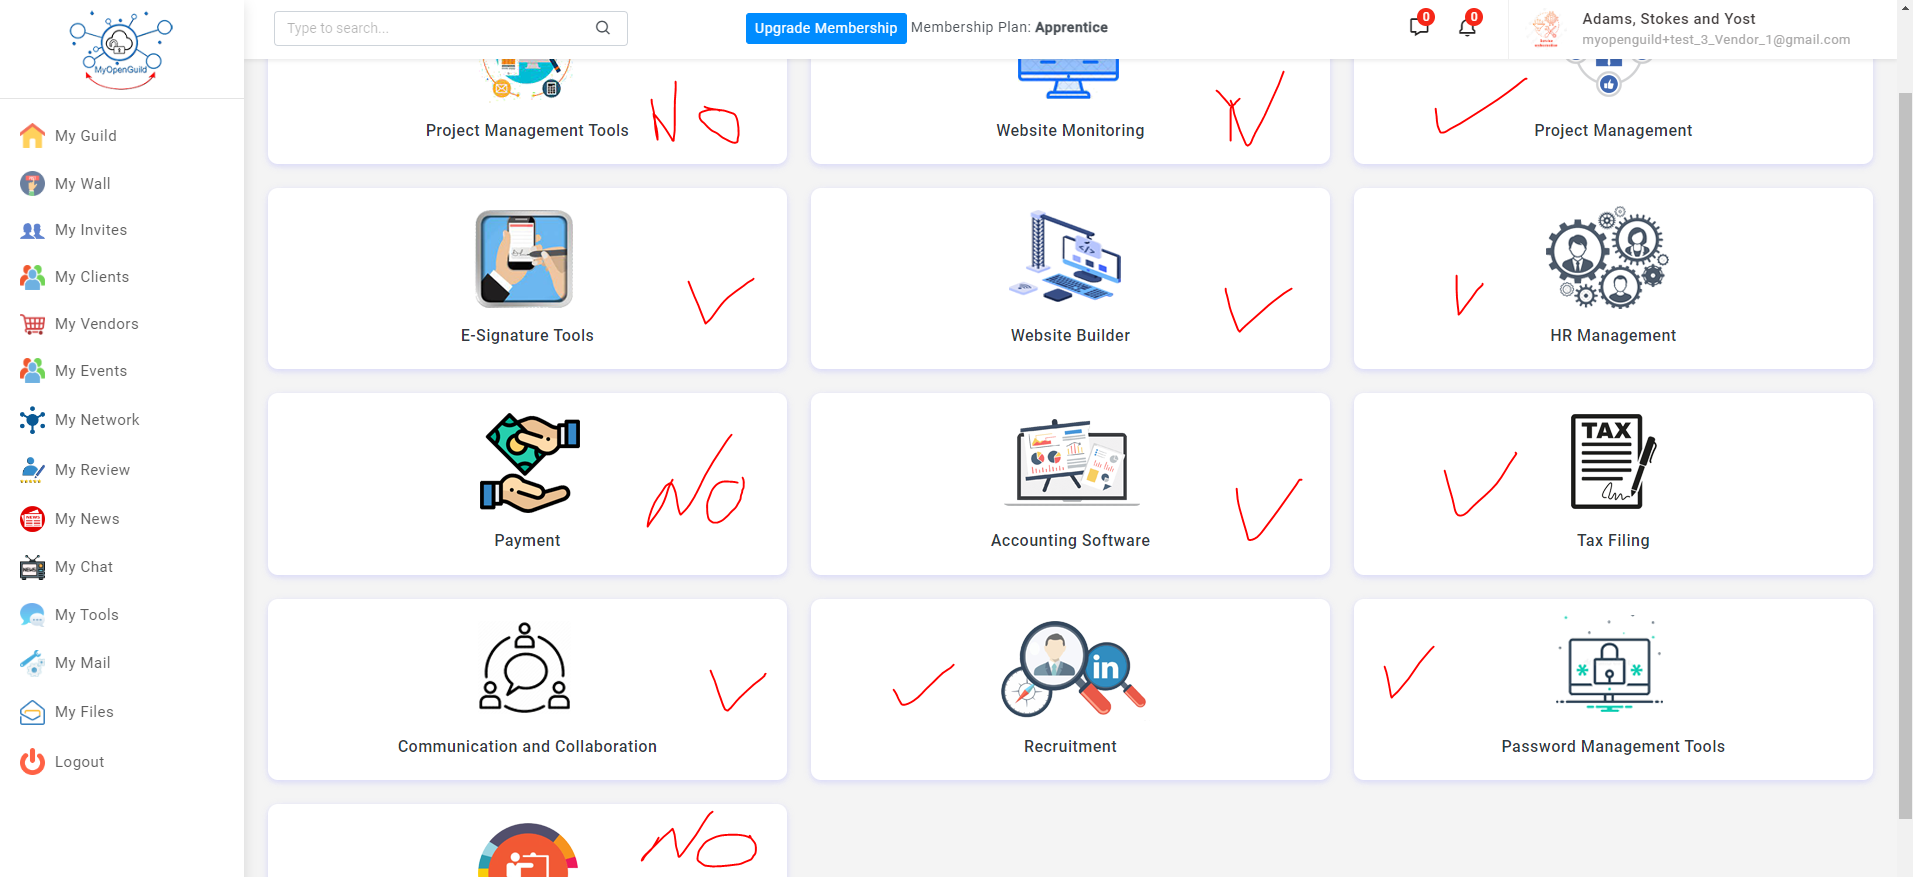 Type to search...
Upgrade Membership
Membership Plan: Apprentice
0
0
Adams, Stokes and Yost
myopenguild+test_3_Vendor_1@gmail.com
MyOpenGuild
My Guild
My Wall
My Invites
My Clients
My Vendors
My Events
My Network
My Review
My News
My Chat
My Tools
My Mail
My Files
Logout
Project Management Tools
NO
Website Monitoring
Project Management
E-Signature Tools
Website Builder
HR Management
Payment
NO
Accounting Software
TAX
Tax Filing
Communication and Collaboration
in
Recruitment
Password Management Tools
NO